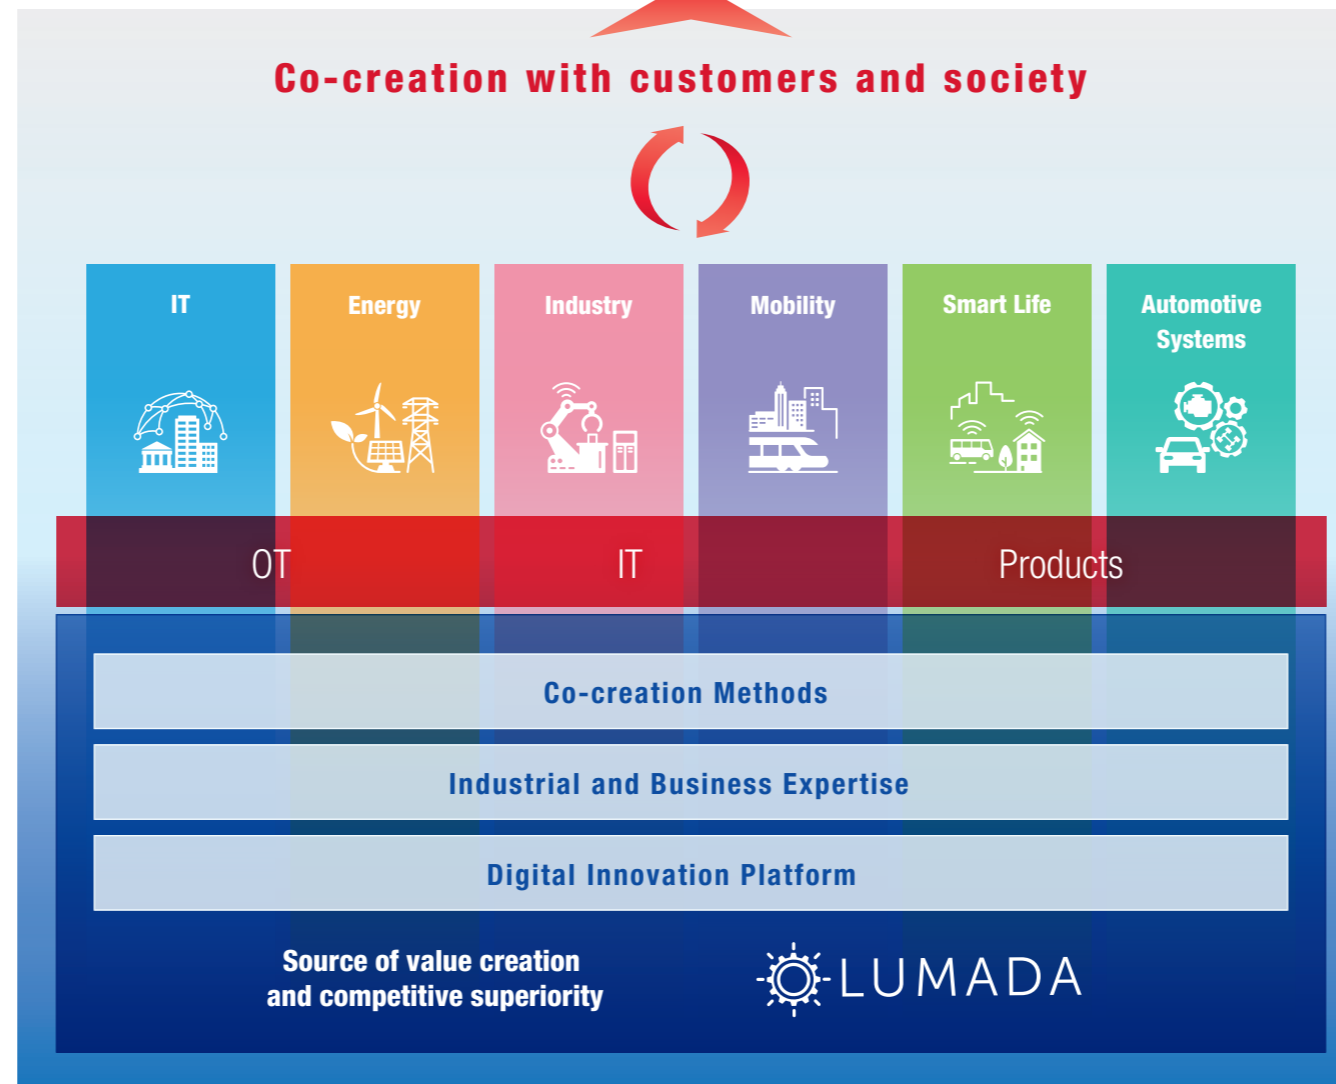 Co-creation with customers and society
IT
Energy
Industry
Mobility
Smart Life
Automotive
Systems
OT
IT
Products
Co-creation Methods
Industrial and Business Expertise
Digital Innovation Platform
Source of value creation
and competitive superiority
LUMADA